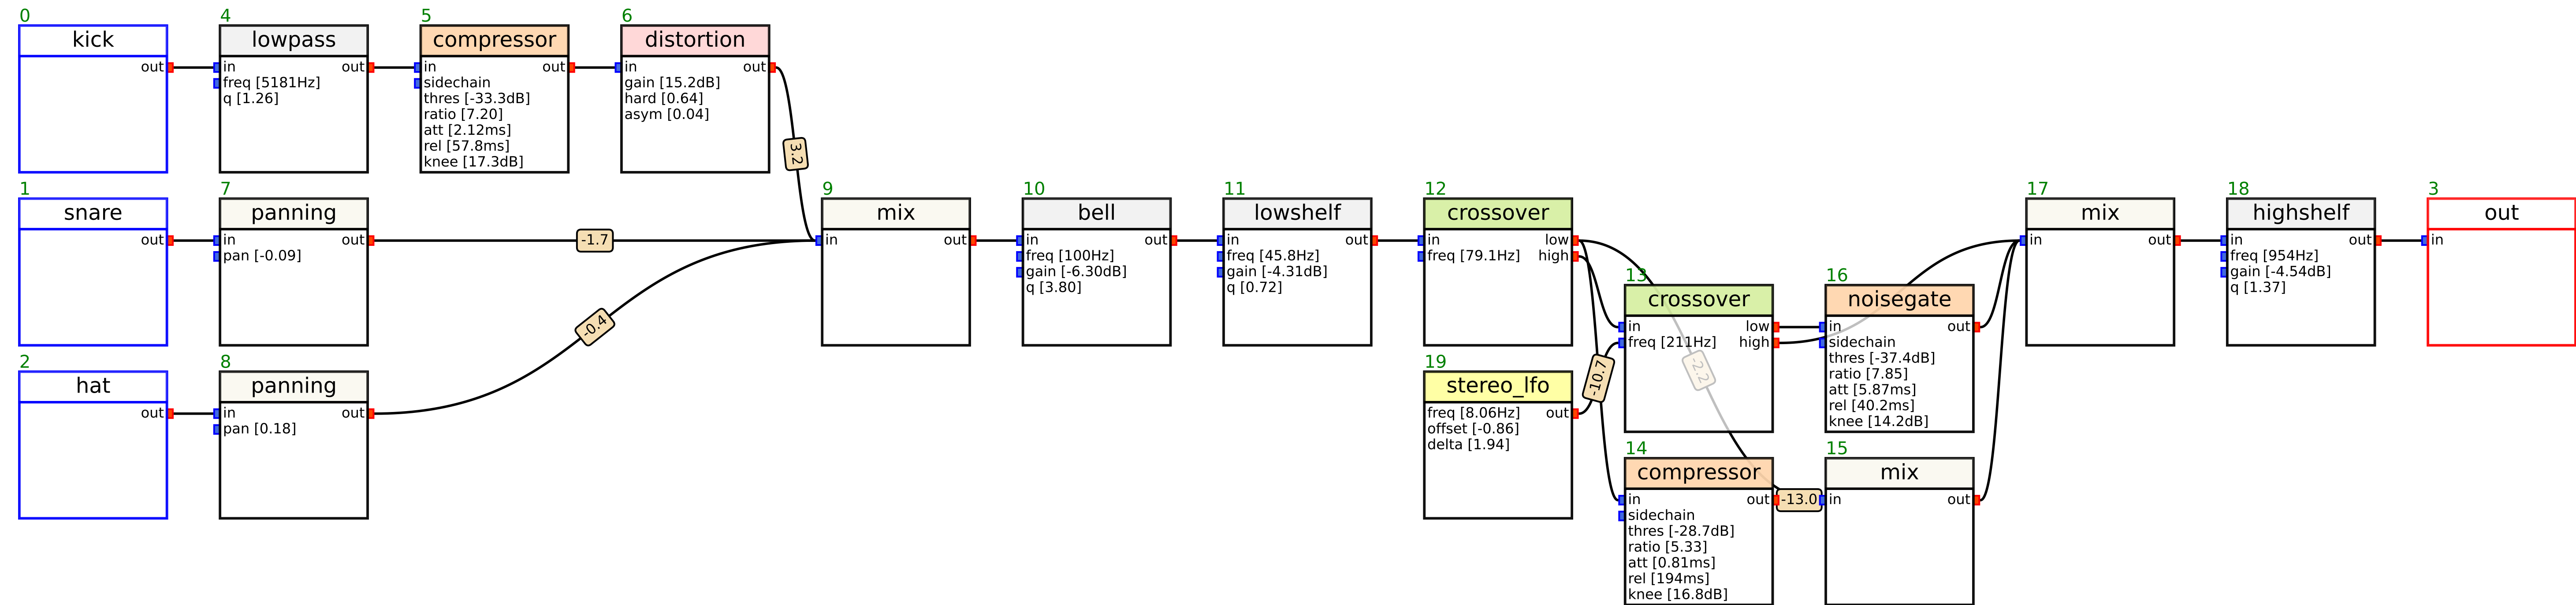 0
kick
out
4
lowpass
in out
freq [5181Hz]
q [1.26]
5
compressor
in out
sidechain
thres [-33.3dB]
ratio [7.20]
att [2.12ms]
rel [57.8ms]
knee [17.3dB]
6
distortion
in out
gain [15.2dB]
hard [0.64]
asym [0.04]
3.2
1
snare
out
7
panning
in out
pan [-0.09]
-1.7
2
hat
out
8
panning
in out
pan [0.18]
-0.4
9
mix
in out
10
bell
in out
freq [100Hz]
gain [-6.30dB]
q [3.80]
11
lowshelf
in out
freq [45.8Hz]
gain [-4.31dB]
q [0.72]
12
crossover
in low
freq [79.1Hz] high
19
stereo_lfo
freq [8.06Hz] out
offset [-0.86]
delta [1.94]
-10.7
13
crossover
in low
freq [211Hz] high
-2.2
14
compressor
in out
sidechain
thres [-28.7dB]
ratio [5.33]
att [0.81ms]
rel [194ms]
knee [16.8dB]
-13.0
16
noisegate
in out
sidechain
thres [-37.4dB]
ratio [7.85]
att [5.87ms]
rel [40.2ms]
knee [14.2dB]
15
mix
in out
17
mix
in out
18
highshelf
in out
freq [954Hz]
gain [-4.54dB]
q [1.37]
3
out
in